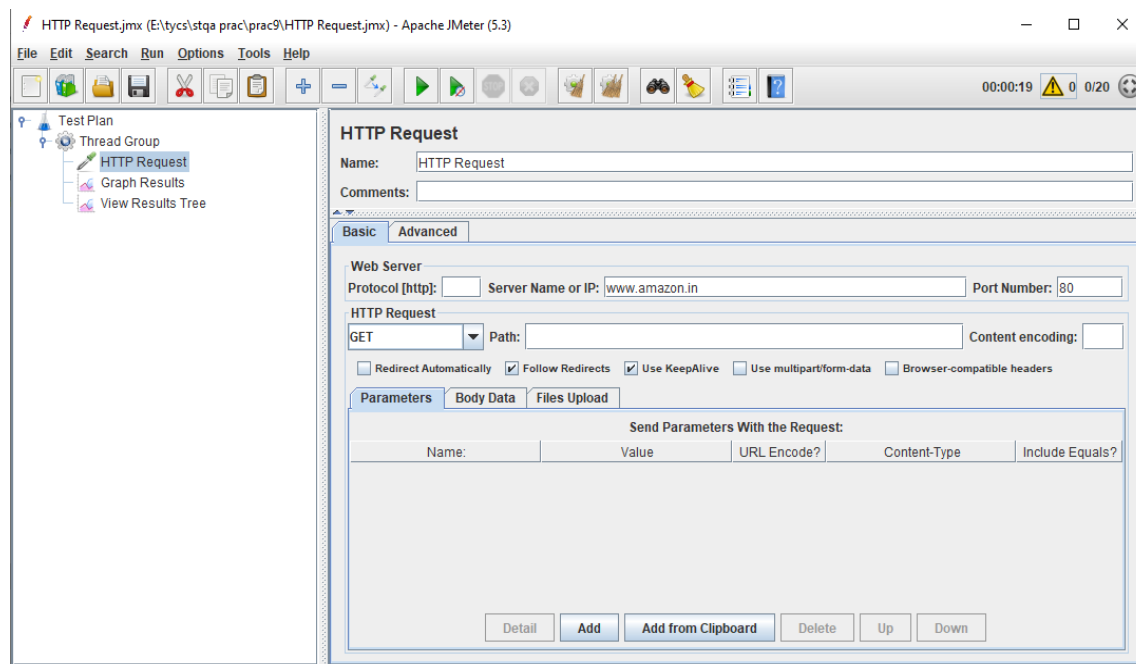 HTTP Request.jmx (E:\tycs\stqa prac\prac9\HTTP Request.jmx) - Apache JMeter (5.3)
File Edit Search Run Options Tools Help
STOP
00:00:19 0 0/20
Test Plan
Thread Group
HTTP Request
Graph Results
View Results Tree
HTTP Request
Name: HTTP Request
Comments:
Basic Advanced
Web Server
Protocol [http]: Server Name or IP: www.amazon.in Port Number: 80
HTTP Request
GET Path: Content encoding:
Redirect Automatically Follow Redirects Use KeepAlive Use multipart/form-data Browser-compatible headers
Parameters Body Data Files Upload
Send Parameters With the Request:
Name: Value URL Encode? Content-Type Include Equals?
Detail Add Add from Clipboard Delete Up Down